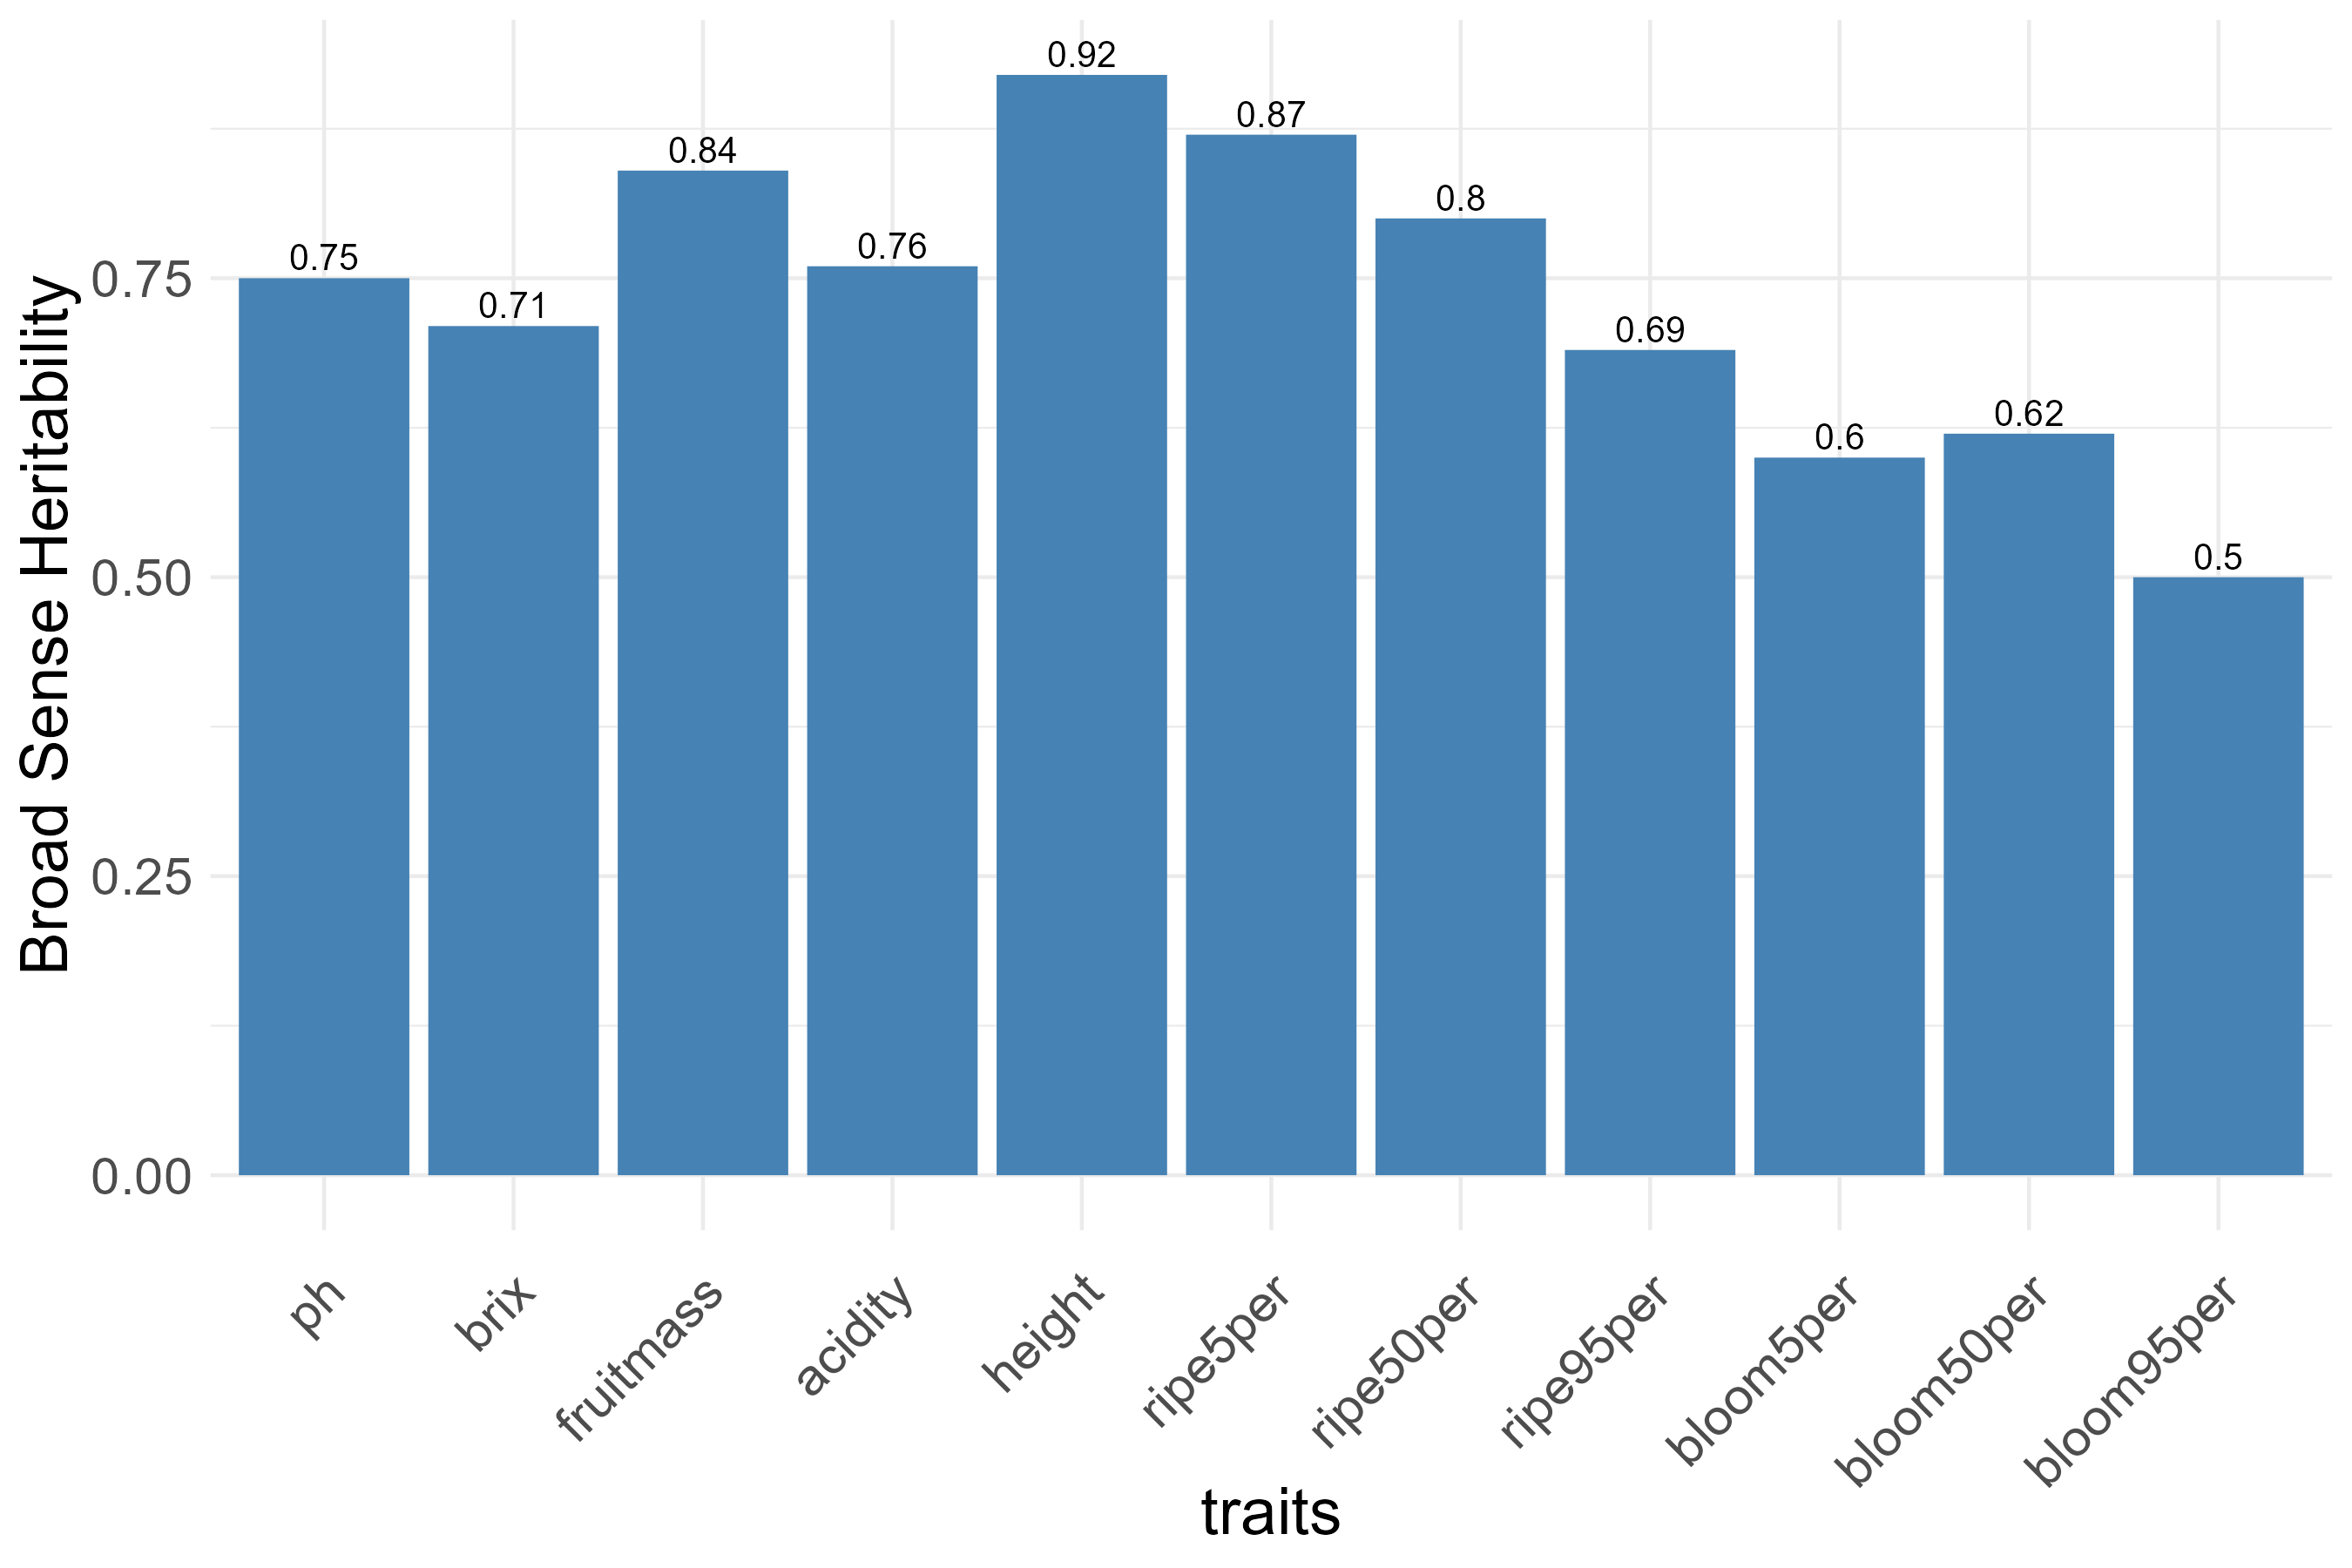 Broad Sense Heritability
0.75
0.50
0.25
0.00
0.75
0.71
0.84
0.76
0.92
0.87
0.8
0.69
0.6
0.62
0.5
ph
brix
fruitmass
acidity
height
ripe5per
ripe50per
ripe95per
bloom5per
bloom50per
bloom95per
traits